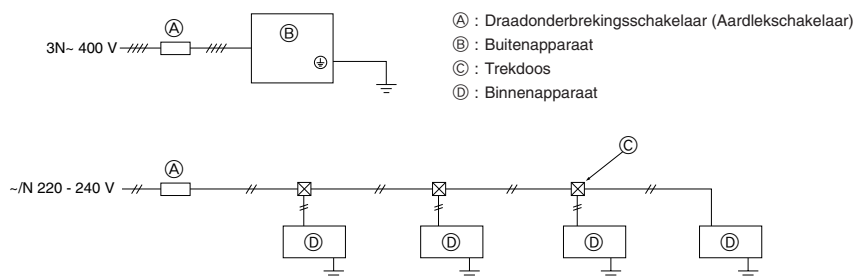 3N~ 400 V
Ⓐ
Ⓑ
Ⓐ : Draadonderbrekingsschakelaar (Aardlekschakelaar)
Ⓑ : Buitenapparaat
Ⓒ : Trekdoos
Ⓓ : Binnenapparaat
Ⓒ
~/N 220 - 240 V
Ⓐ
Ⓓ Ⓓ Ⓓ Ⓓ